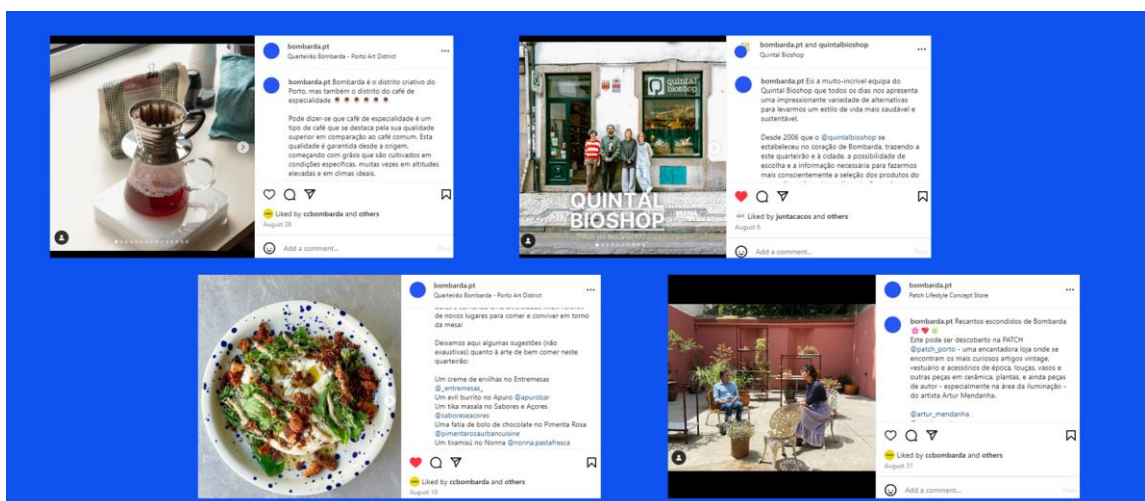 bombarda.pt
Quarteirão Bombarda - Porto Art District
bombarda.pt Bombarda é o distrito criativo do
Porto, mas também o distrito do café de
especialidade
Pode dizer-se que café de especialidade é um
tipo de café que se destaca pela sua qualidade
superior em comparação ao café comum. Esta
qualidade é garantida desde a origem,
começando com grãos que são cultivados em
condições específicas, muitas vezes em altitudes
elevadas e em climas ideais.
Liked by ccbombarda and others
August 28
Add a comment...
Post
bombarda.pt and quintalbioshop
Quintal Bioshop
quintal
bioshop
QUINTAL
BIOSHOP
bombarda.pt Eis a muito-incrível equipa do
Quintal Bioshop que todos os dias nos apresenta
uma impressionante variedade de alternativas
para levarmos um estilo de vida mais saudável e
sustentável.
Desde 2006 que o @quintalbioshop se
estabeleceu no coração de Bombarda, trazendo a
este quarteirão e à cidade, a possibilidade de
escolha e a informação necessária para fazermos
mais conscientemente a seleção dos produtos do
Liked by juntacacos and others
August 6
Add a comment...
Post
bombarda.pt
Quarteirão Bombarda - Porto Art District
de novos lugares para comer e conviver em torno
da mesa!
Deixamos aqui algumas sugestões (não
exaustivas) quanto à arte de bem comer neste
quarteirão:
Um creme de ervilhas no Entremesas
@_entremesas_
Um evil burrito no Apuro @apurobar
Um tika masala no Sabores e Açores
@saboreseacores
Uma fatia de bolo de chocolate no Pimenta Rosa
@pimentarosaurbancuisine
Um tiramisú no Nonna @nonna.pastafresca
Liked by ccbombarda and others
August 10
bombarda.pt
Patch Lifestyle Concept Store
bombarda.pt Recantos escondidos de Bombarda
Este pode ser descoberto na PATCH
@patch_porto - uma encantadora loja onde se
encontram os mais curiosos artigos vintage,
vestuário e acessórios de época, louças, vasos e
outras peças em cerâmica, plantas, e ainda peças
de autor - especialmente na área da iluminação -
do artista Artur Mendanha.
@artur_mendanha
Liked by ccbombarda and others
August 31
Add a comment...
Post